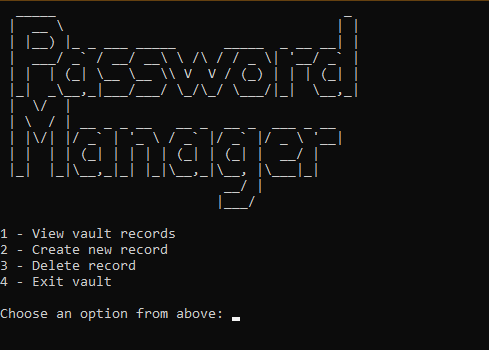 Password
Manager
1 - View vault records
2 - Create new record
3 - Delete record
4 - Exit vault
Choose an option from above: